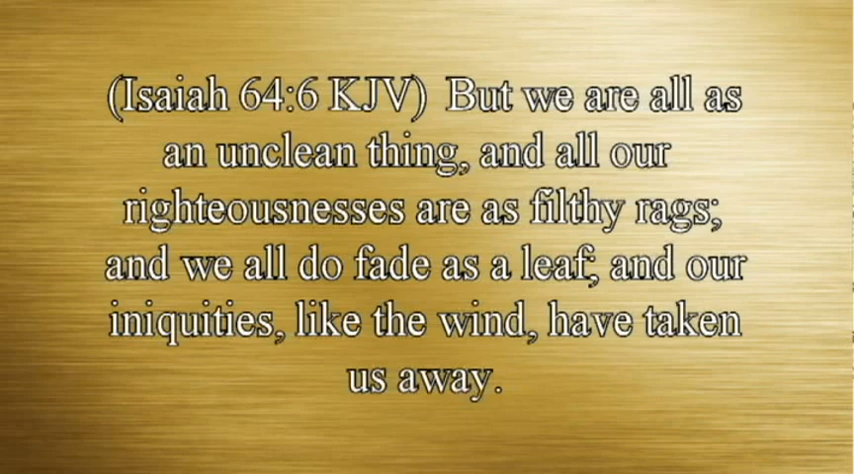 (Isaiah 64:6 KJV)  But we are all as
an unclean thing, and all our
righteousnesses are as filthy rags;
and we all do fade as a leaf; and our
iniquities, like the wind, have taken
us away.